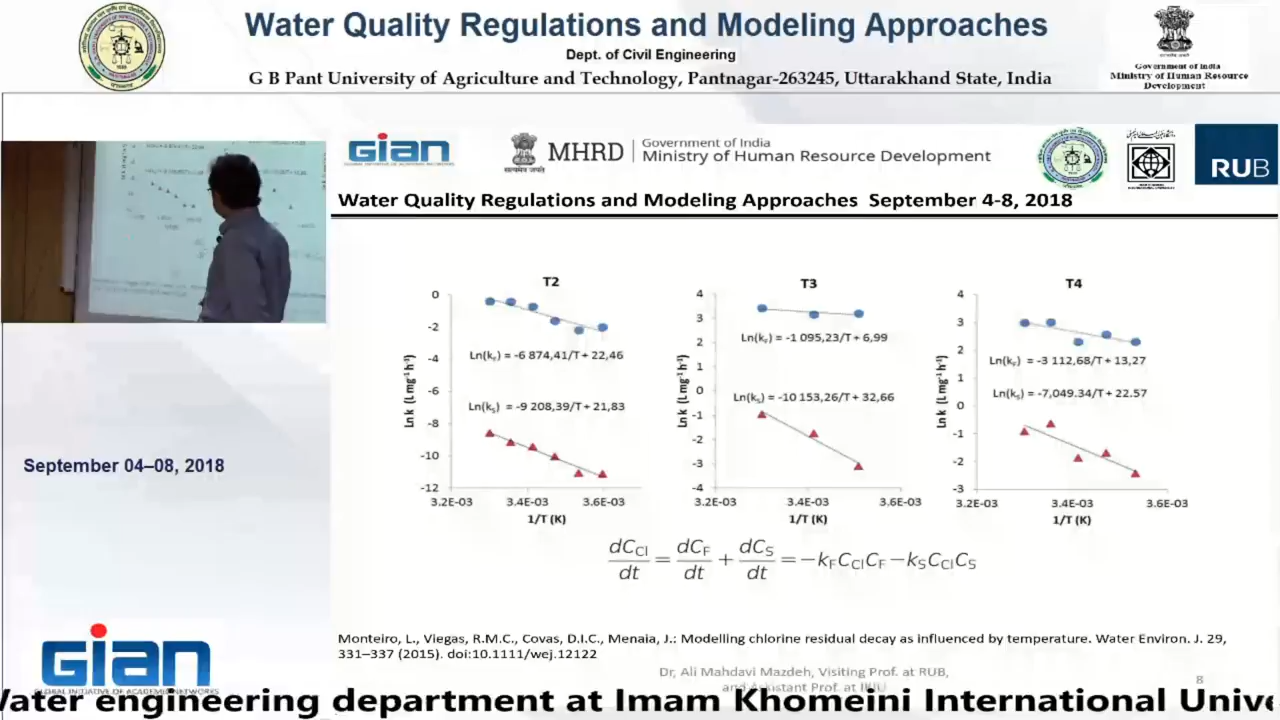 Water Quality Regulations and Modeling Approaches
Dept. of Civil Engineering
G B Pant University of Agriculture and Technology, Pantnagar-263245, Uttarakhand State, India
Government of India
Ministry of Human Resource
Development
GIAN
GLOBAL INITIATIVE OF ACADEMIC NETWORKS
सत्यमेव जयते
MHRD
Government of India
Ministry of Human Resource Development
RUB
Water Quality Regulations and Modeling Approaches September 4-8, 2018
T2
0
-2
-4
-6
-8
-10
-12
Ln k (L mg⁻¹ h⁻¹)
Ln(k_F) = -6 874,41/T + 22,46
Ln(k_S) = -9 208,39/T + 21,83
3.2E-03 3.4E-03 3.6E-03
1/T (K)
T3
4
3
2
1
0
-1
-2
-3
-4
Ln k (L mg⁻¹ h⁻¹)
Ln(k_F) = -1 095,23/T + 6,99
Ln(k_S) = -10 153,26/T + 32,66
3.2E-03 3.4E-03 3.6E-03
1/T (K)
T4
4
3
2
1
0
-1
-2
-3
Ln k (L mg⁻¹ h⁻¹)
Ln(k_F) = -3 112,68/T + 13,27
Ln(k_S) = -7,049.34/T + 22.57
3.2E-03 3.4E-03 3.6E-03
1/T (K)
dC_Cl/dt = dC_F/dt + dC_S/dt = −k_F C_Cl C_F − k_S C_Cl C_S
September 04–08, 2018
Monteiro, L., Viegas, R.M.C., Covas, D.I.C., Menaia, J.: Modelling chlorine residual decay as influenced by temperature. Water Environ. J. 29,
331–337 (2015). doi:10.1111/wej.12122
Dr, Ali Mahdavi Mazdeh, Visiting Prof. at RUB,
and Asistant Prof. at IKIU
8
GIAN
GLOBAL INITIATIVE OF ACADEMIC NETWORKS
Water engineering department at Imam Khomeini International Unive